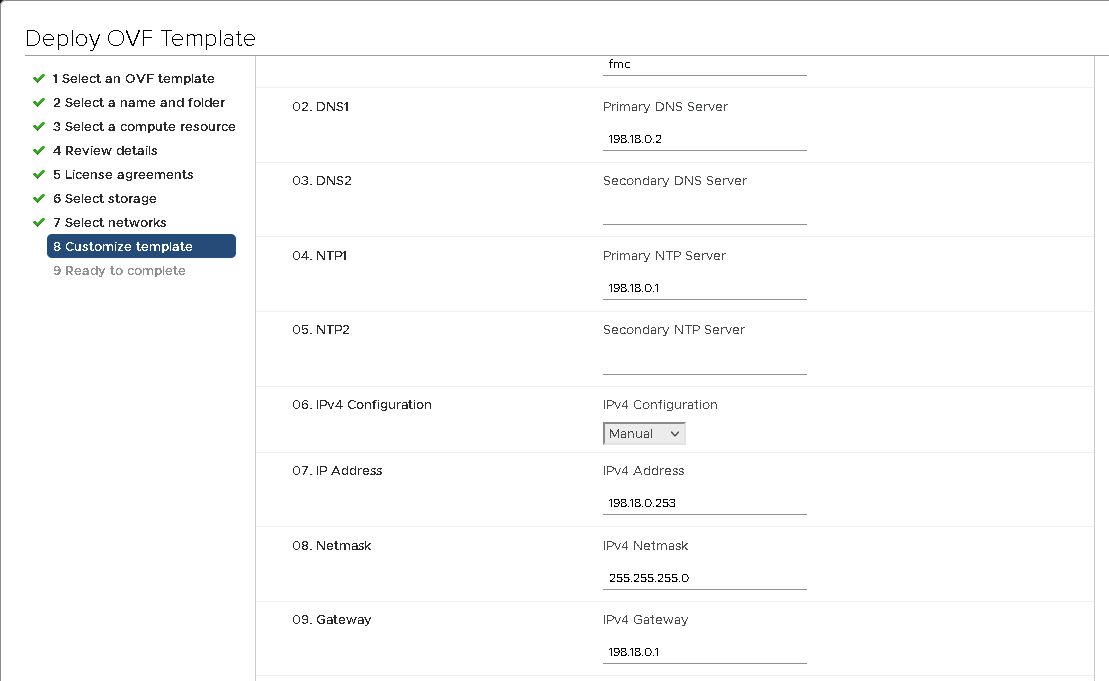 Deploy OVF Template
1 Select an OVF template
2 Select a name and folder
3 Select a compute resource
4 Review details
5 License agreements
6 Select storage
7 Select networks
8 Customize template
9 Ready to complete
fmc
02. DNS1
Primary DNS Server
198.18.0.2
03. DNS2
Secondary DNS Server
04. NTP1
Primary NTP Server
198.18.0.1
05. NTP2
Secondary NTP Server
06. IPv4 Configuration
IPv4 Configuration
Manual
07. IP Address
IPv4 Address
198.18.0.253
08. Netmask
IPv4 Netmask
255.255.255.0
09. Gateway
IPv4 Gateway
198.18.0.1